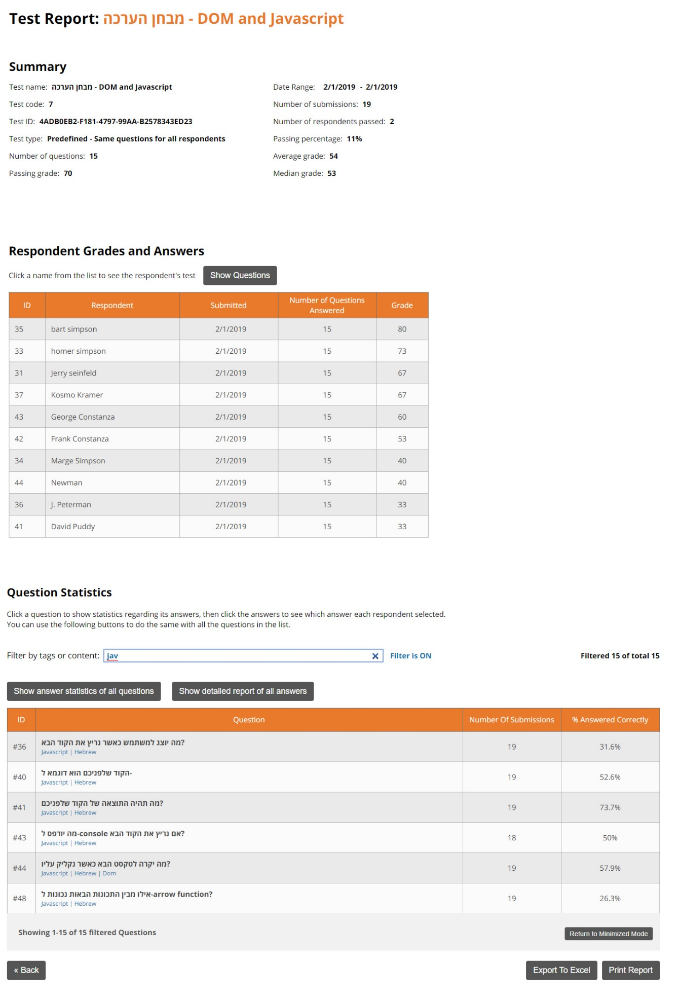 Test Report: מבחן הערכה - DOM and Javascript
Summary
Test name: מבחן הערכה - DOM and Javascript
Test code: 7
Test ID: 4ADB0EB2-F181-4797-99AA-B2578343ED23
Test type: Predefined - Same questions for all respondents
Number of questions: 15
Passing grade: 70
Date Range: 2/1/2019 - 2/1/2019
Number of submissions: 19
Number of respondents passed: 2
Passing percentage: 11%
Average grade: 54
Median grade: 53
Respondent Grades and Answers
Click a name from the list to see the respondent's test Show Questions
ID Respondent Submitted Number of Questions Answered Grade
35 bart simpson 2/1/2019 15 80
33 homer simpson 2/1/2019 15 73
31 Jerry seinfeld 2/1/2019 15 67
37 Kosmo Kramer 2/1/2019 15 67
43 George Constanza 2/1/2019 15 60
42 Frank Constanza 2/1/2019 15 53
34 Marge Simpson 2/1/2019 15 40
44 Newman 2/1/2019 15 40
36 J. Peterman 2/1/2019 15 33
41 David Puddy 2/1/2019 15 33
Question Statistics
Click a question to show statistics regarding its answers, then click the answers to see which answer each respondent selected.
You can use the following buttons to do the same with all the questions in the list.
Filter by tags or content: jav × Filter is ON Filtered 15 of total 15
Show answer statistics of all questions Show detailed report of all answers
ID Question Number Of Submissions % Answered Correctly
#36 מה יוצג למשתמש כאשר נריץ את הקוד הבא? 19 31.6%
Javascript | Hebrew
#40 הקוד שלפניכם הוא דוגמא ל- 19 52.6%
Javascript | Hebrew
#41 מה תהיה התוצאה של הקוד שלפניכם? 19 73.7%
Javascript | Hebrew
#43 מה יודפס ל-console אם נריץ את הקוד הבא? 18 50%
Javascript | Hebrew
#44 מה יקרה לטקסט הבא כאשר נקליק עליו? 19 57.9%
Javascript | Hebrew | Dom
#48 אילו מבין התכונות הבאות נכונות ל-arrow function? 19 26.3%
Javascript | Hebrew
Showing 1-15 of 15 filtered Questions Return to Minimized Mode
« Back Export To Excel Print Report